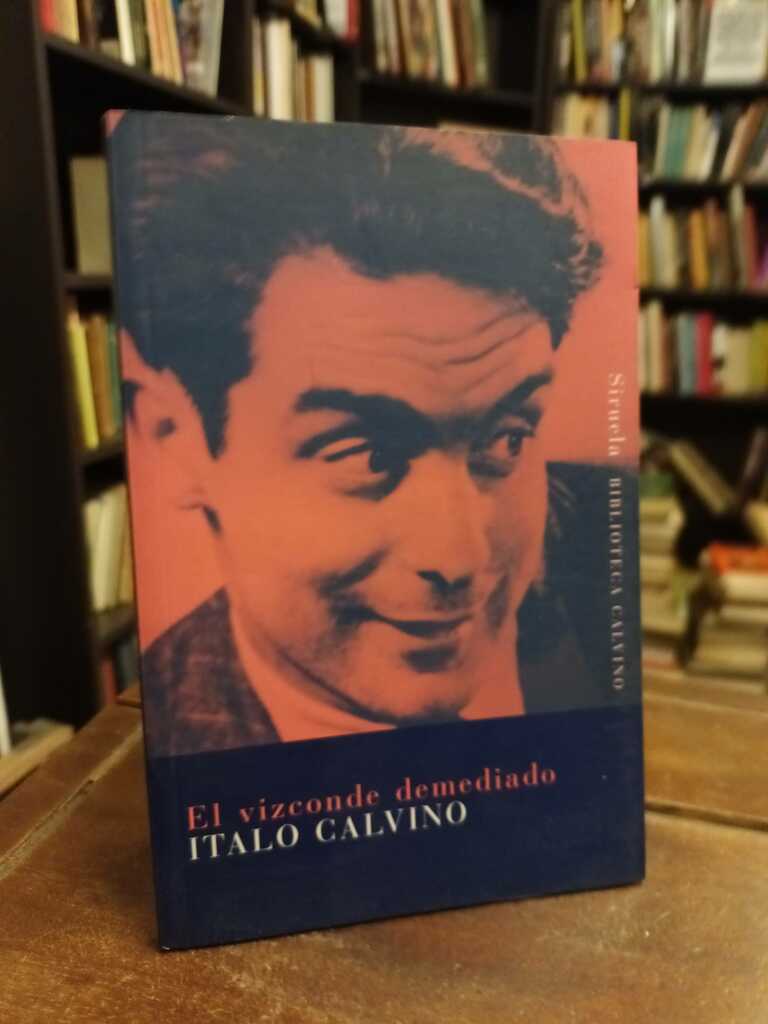 El vizconde demediado
ITALO CALVINO
Siruela BIBLIOTECA CALVINO